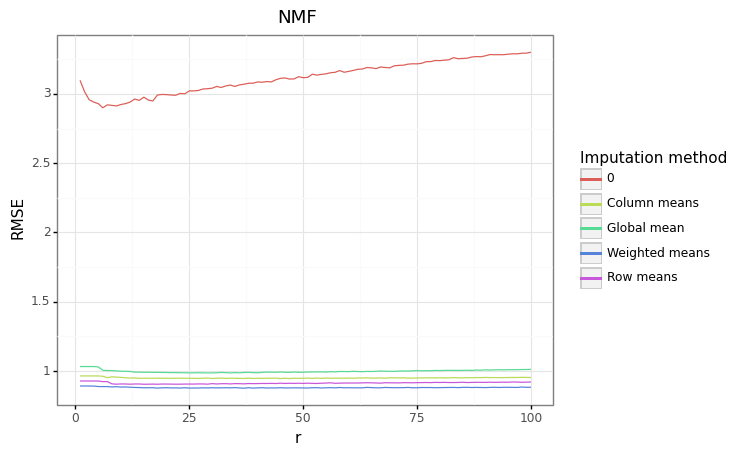 NMF
3
2.5
2
1.5
1
RMSE
0
25
50
75
100
r
Imputation method
0
Column means
Global mean
Weighted means
Row means